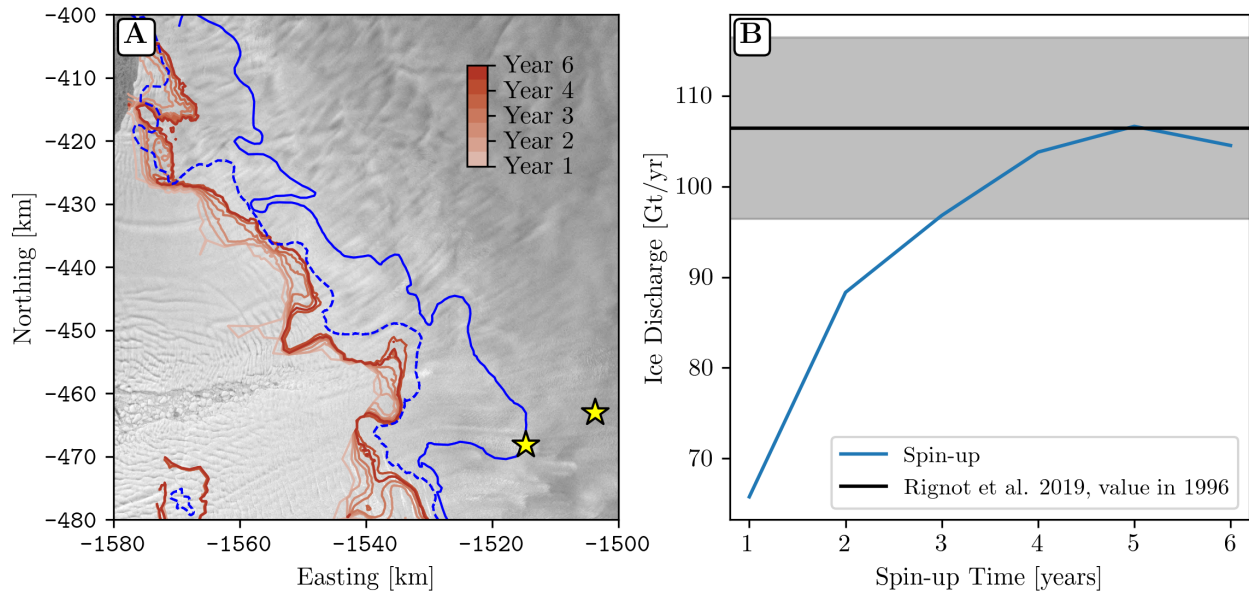 A
Year 6
Year 4
Year 3
Year 2
Year 1
−400
−410
−420
−430
−440
−450
−460
−470
−480
Northing [km]
−1580
−1560
−1540
−1520
−1500
Easting [km]
B
110
100
90
80
70
Ice Discharge [Gt/yr]
Spin-up
Rignot et al. 2019, value in 1996
1
2
3
4
5
6
Spin-up Time [years]